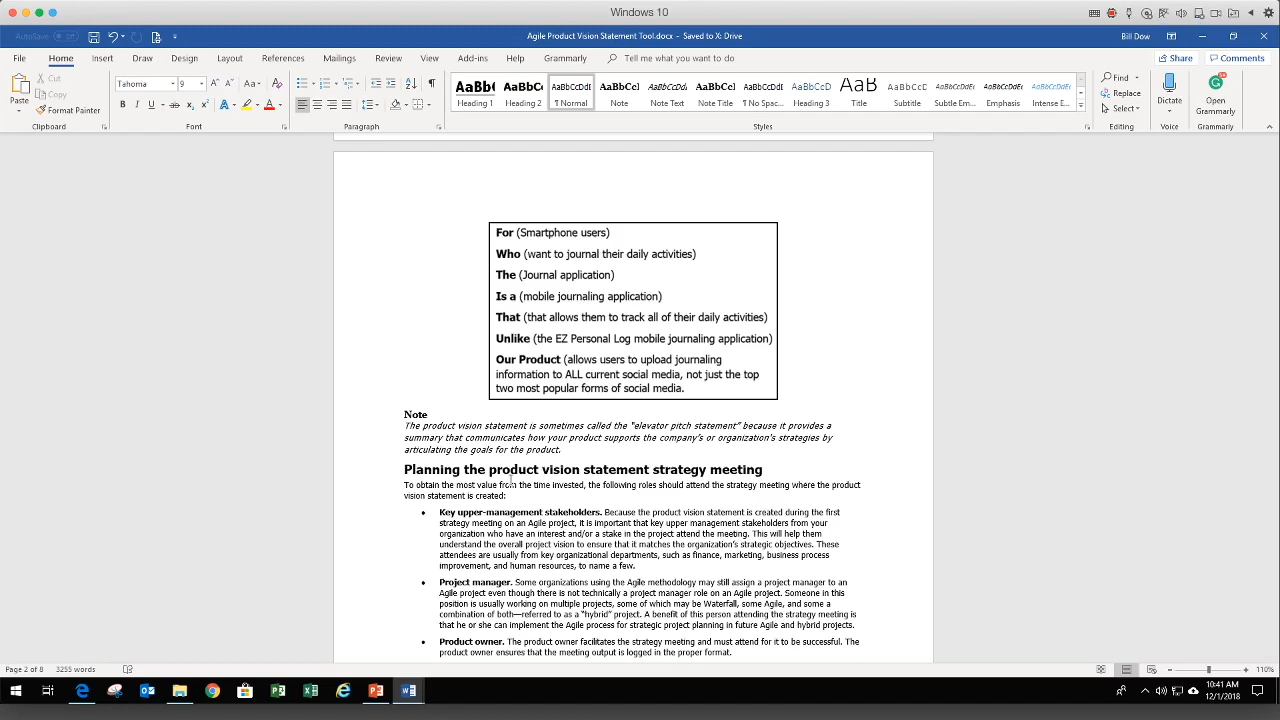 Windows 10
AutoSave Off
Agile Product Vision Statement Tool.docx - Saved to X: Drive
Bill Dow
File Home Insert Draw Design Layout References Mailings Review View Add-ins Help Grammarly Tell me what you do want to do
Share Comments
Paste
Cut
Copy
Format Painter
Clipboard
Tahoma 9
Font
Paragraph
AaBb( AaBbC( AaBbCcDdI AaBbCcI AaBbCcDd. AaBbCcI AaBbCcDdI AaBbCcD AaB AaBbCcD AaBbCcDdEe AaBbCcDdEe AaBbCcDdEe
Heading 1 Heading 2 ¶ Normal Note Note Text Note Title ¶ No Spac... Heading 3 Title Subtitle Subtle Em... Emphasis Intense E...
Styles
Find
Replace
Select
Editing
Dictate
Voice
Open
Grammarly
Grammarly
For (Smartphone users)
Who (want to journal their daily activities)
The (Journal application)
Is a (mobile journaling application)
That (that allows them to track all of their daily activities)
Unlike (the EZ Personal Log mobile journaling application)
Our Product (allows users to upload journaling
information to ALL current social media, not just the top
two most popular forms of social media.
Note
The product vision statement is sometimes called the "elevator pitch statement" because it provides a
summary that communicates how your product supports the company's or organization's strategies by
articulating the goals for the product.
Planning the product vision statement strategy meeting
To obtain the most value from the time invested, the following roles should attend the strategy meeting where the product
vision statement is created:
• Key upper-management stakeholders. Because the product vision statement is created during the first
strategy meeting on an Agile project, it is important that key upper management stakeholders from your
organization who have an interest and/or a stake in the project attend the meeting. This will help them
understand the overall project vision to ensure that it matches the organization's strategic objectives. These
attendees are usually from key organizational departments, such as finance, marketing, business process
improvement, and human resources, to name a few.
• Project manager. Some organizations using the Agile methodology may still assign a project manager to an
Agile project even though there is not technically a project manager role on an Agile project. Someone in this
position is usually working on multiple projects, some of which may be Waterfall, some Agile, and some a
combination of both—referred to as a "hybrid" project. A benefit of this person attending the strategy meeting is
that he or she can implement the Agile process for strategic project planning in future Agile and hybrid projects.
• Product owner. The product owner facilitates the strategy meeting and must attend for it to be successful. The
product owner ensures that the meeting output is logged in the proper format.
Page 2 of 8 3255 words
110%
10:41 AM
12/1/2018